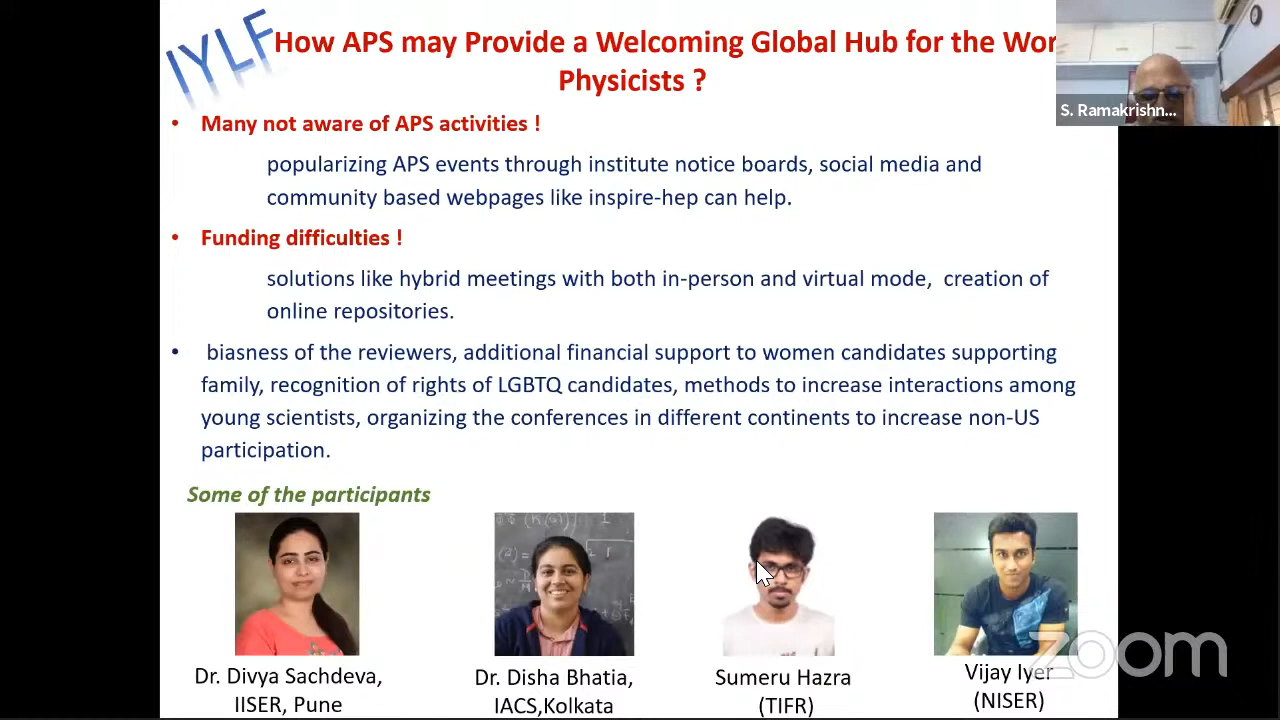 IYLF
How APS may Provide a Welcoming Global Hub for the Wor
Physicists ?
S. Ramakrishn...
• Many not aware of APS activities !
popularizing APS events through institute notice boards, social media and
community based webpages like inspire-hep can help.
• Funding difficulties !
solutions like hybrid meetings with both in-person and virtual mode, creation of
online repositories.
• biasness of the reviewers, additional financial support to women candidates supporting
family, recognition of rights of LGBTQ candidates, methods to increase interactions among
young scientists, organizing the conferences in different continents to increase non-US
participation.
Some of the participants
Dr. Divya Sachdeva,
IISER, Pune
Dr. Disha Bhatia,
IACS,Kolkata
Sumeru Hazra
(TIFR)
Vijay Iyer
(NISER)
zoom